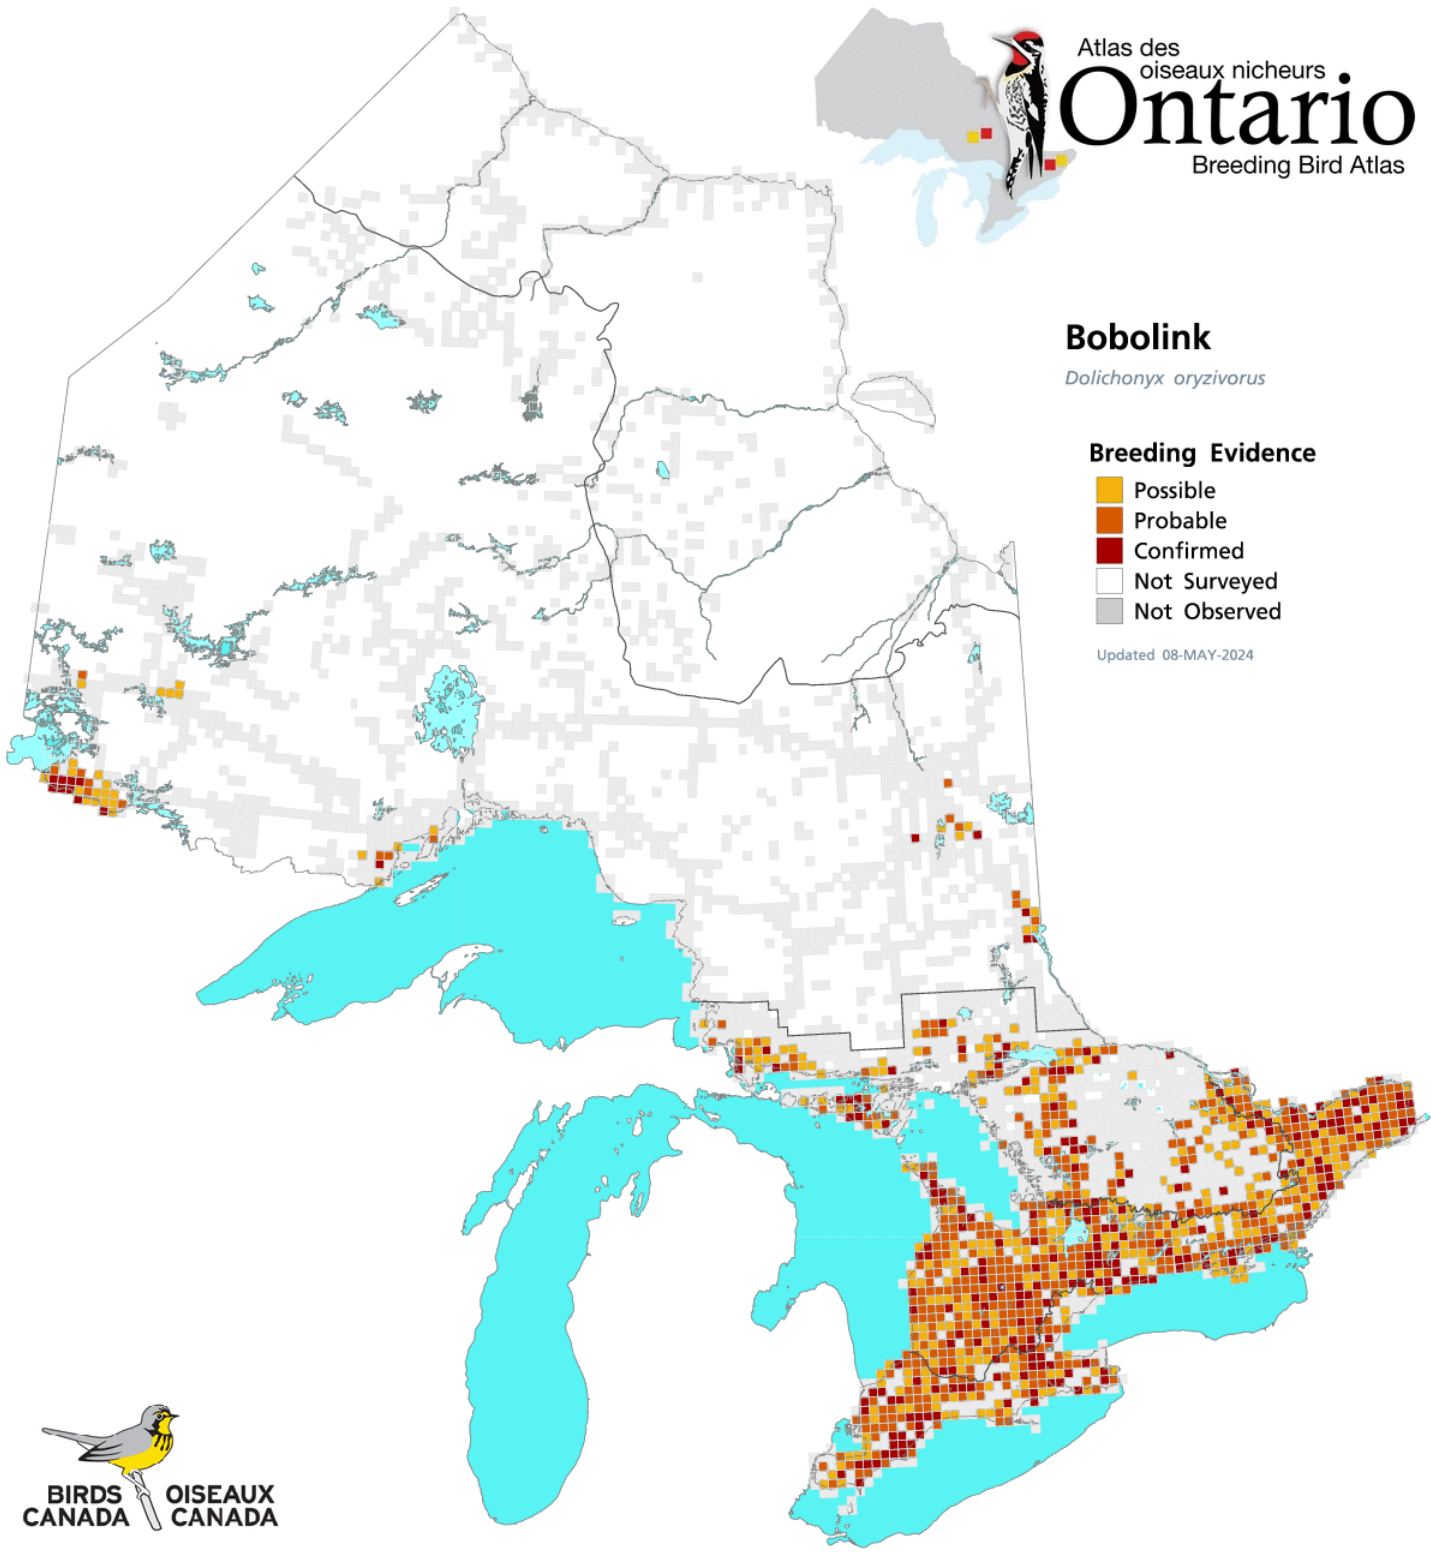 Atlas des
oiseaux nicheurs
Ontario
Breeding Bird Atlas
Bobolink
Dolichonyx oryzivorus
Breeding Evidence
Possible
Probable
Confirmed
Not Surveyed
Not Observed
Updated 08-MAY-2024
BIRDS CANADA
OISEAUX CANADA